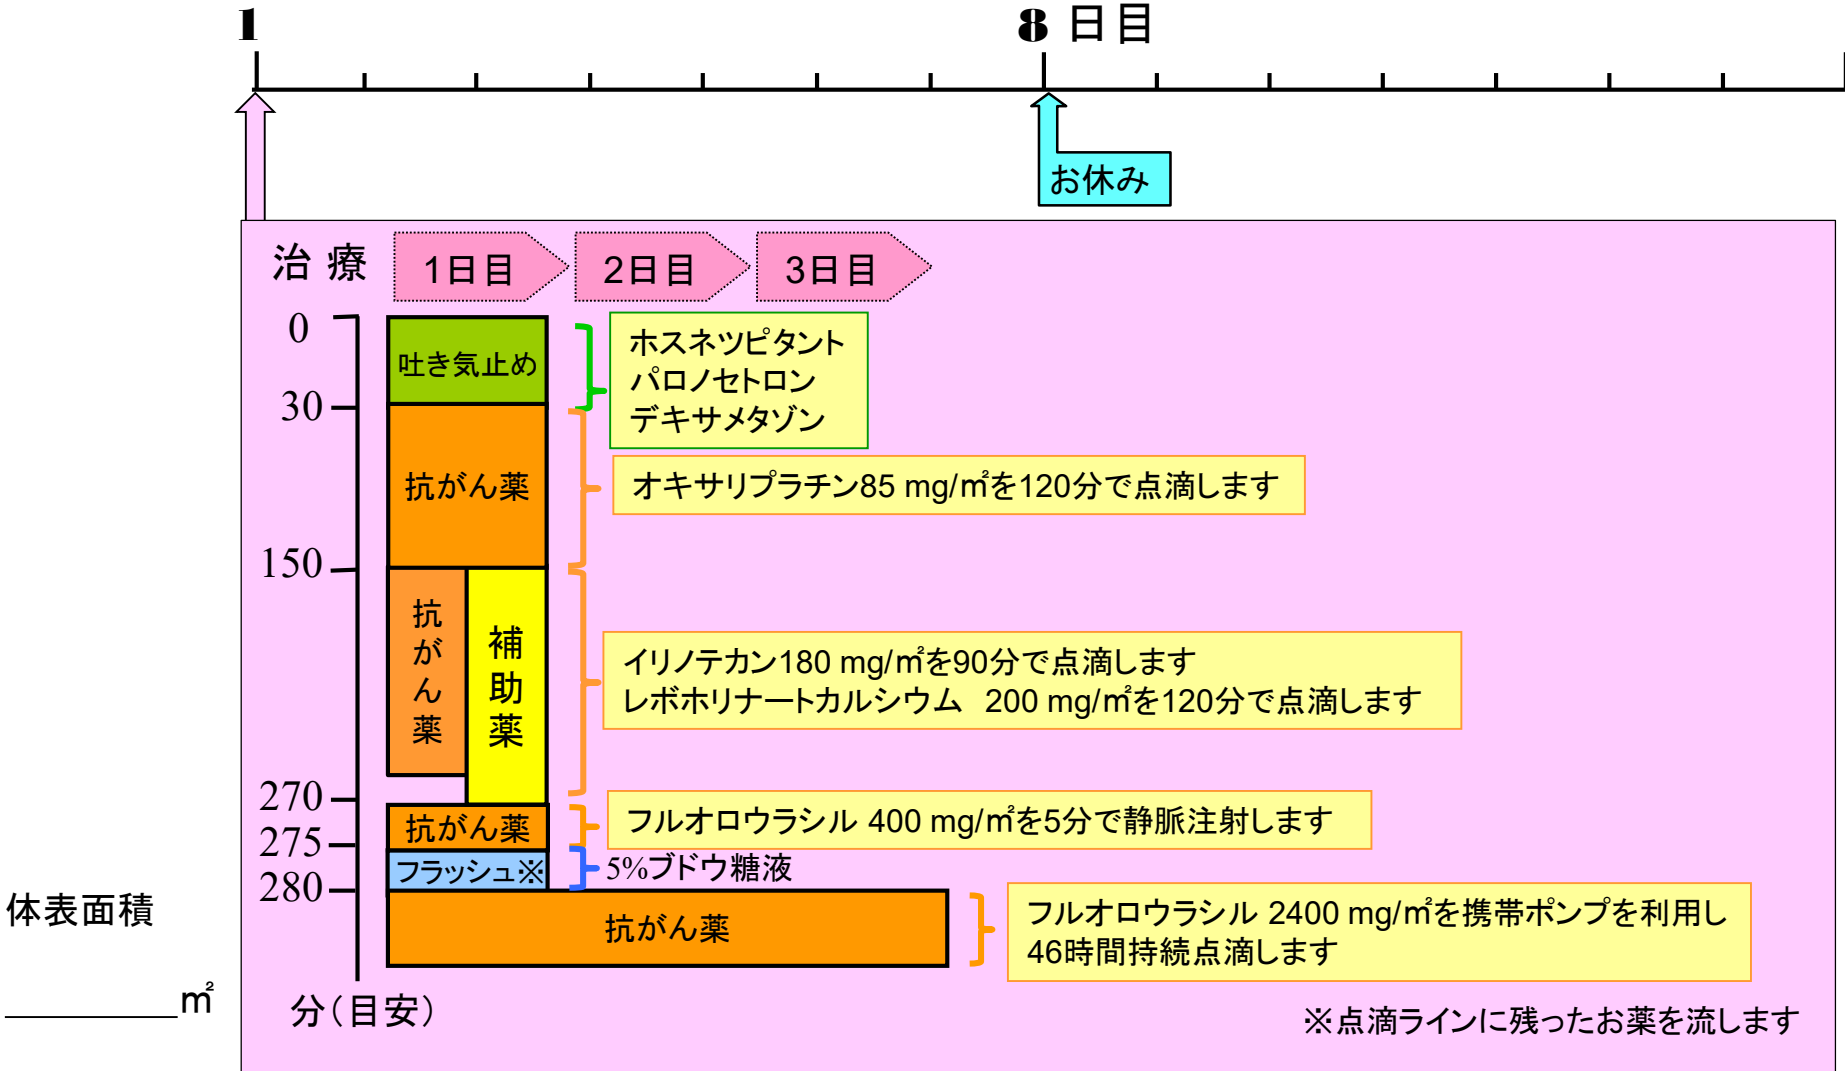 1
8 日目
お休み
治 療
1日目
2日目
3日目
0
吐き気止め
ホスネツピタント
パロノセトロン
デキサメタゾン
30
抗がん薬
オキサリプラチン85 mg/㎡を120分で点滴します
150
抗がん薬
補助薬
イリノテカン180 mg/㎡を90分で点滴します
レボホリナートカルシウム 200 mg/㎡を120分で点滴します
270
抗がん薬
フルオロウラシル 400 mg/㎡を5分で静脈注射します
275
フラッシュ※
5%ブドウ糖液
280
抗がん薬
フルオロウラシル 2400 mg/㎡を携帯ポンプを利用し
46時間持続点滴します
体表面積
㎡
分(目安)
※点滴ラインに残ったお薬を流します